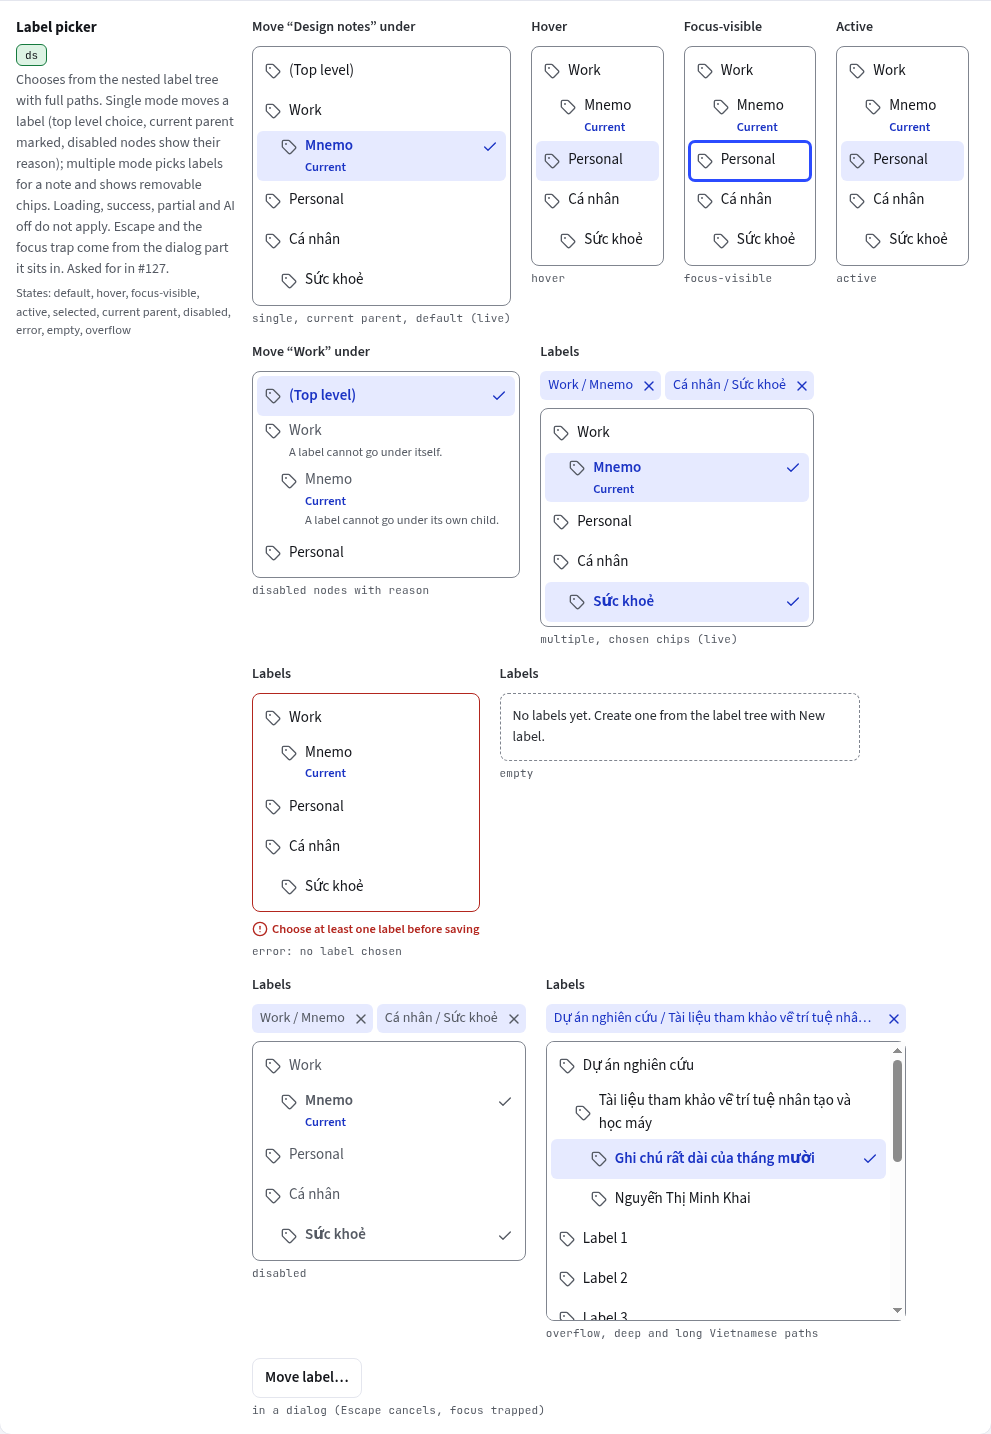 Label picker
ds
Chooses from the nested label tree
with full paths. Single mode moves a
label (top level choice, current parent
marked, disabled nodes show their
reason); multiple mode picks labels
for a note and shows removable
chips. Loading, success, partial and AI
off do not apply. Escape and the
focus trap come from the dialog part
it sits in. Asked for in #127.
States: default, hover, focus-visible,
active, selected, current parent, disabled,
error, empty, overflow
Move “Design notes” under
(Top level)
Work
Mnemo
Current
Personal
Cá nhân
Sức khoẻ
single, current parent, default (live)
Hover
Work
Mnemo
Current
Personal
Cá nhân
Sức khoẻ
hover
Focus-visible
Work
Mnemo
Current
Personal
Cá nhân
Sức khoẻ
focus-visible
Active
Work
Mnemo
Current
Personal
Cá nhân
Sức khoẻ
active
Move “Work” under
(Top level)
Work
A label cannot go under itself.
Mnemo
Current
A label cannot go under its own child.
Personal
disabled nodes with reason
Labels
Work / Mnemo
Cá nhân / Sức khoẻ
Work
Mnemo
Current
Personal
Cá nhân
Sức khoẻ
multiple, chosen chips (live)
Labels
Work
Mnemo
Current
Personal
Cá nhân
Sức khoẻ
Choose at least one label before saving
error: no label chosen
Labels
No labels yet. Create one from the label tree with New
label.
empty
Labels
Work / Mnemo
Cá nhân / Sức khoẻ
Work
Mnemo
Current
Personal
Cá nhân
Sức khoẻ
disabled
Labels
Dự án nghiên cứu / Tài liệu tham khảo về trí tuệ nhâ…
Dự án nghiên cứu
Tài liệu tham khảo về trí tuệ nhân tạo và
học máy
Ghi chú rất dài của tháng mười
Nguyễn Thị Minh Khai
Label 1
Label 2
Label 3
overflow, deep and long Vietnamese paths
Move label…
in a dialog (Escape cancels, focus trapped)